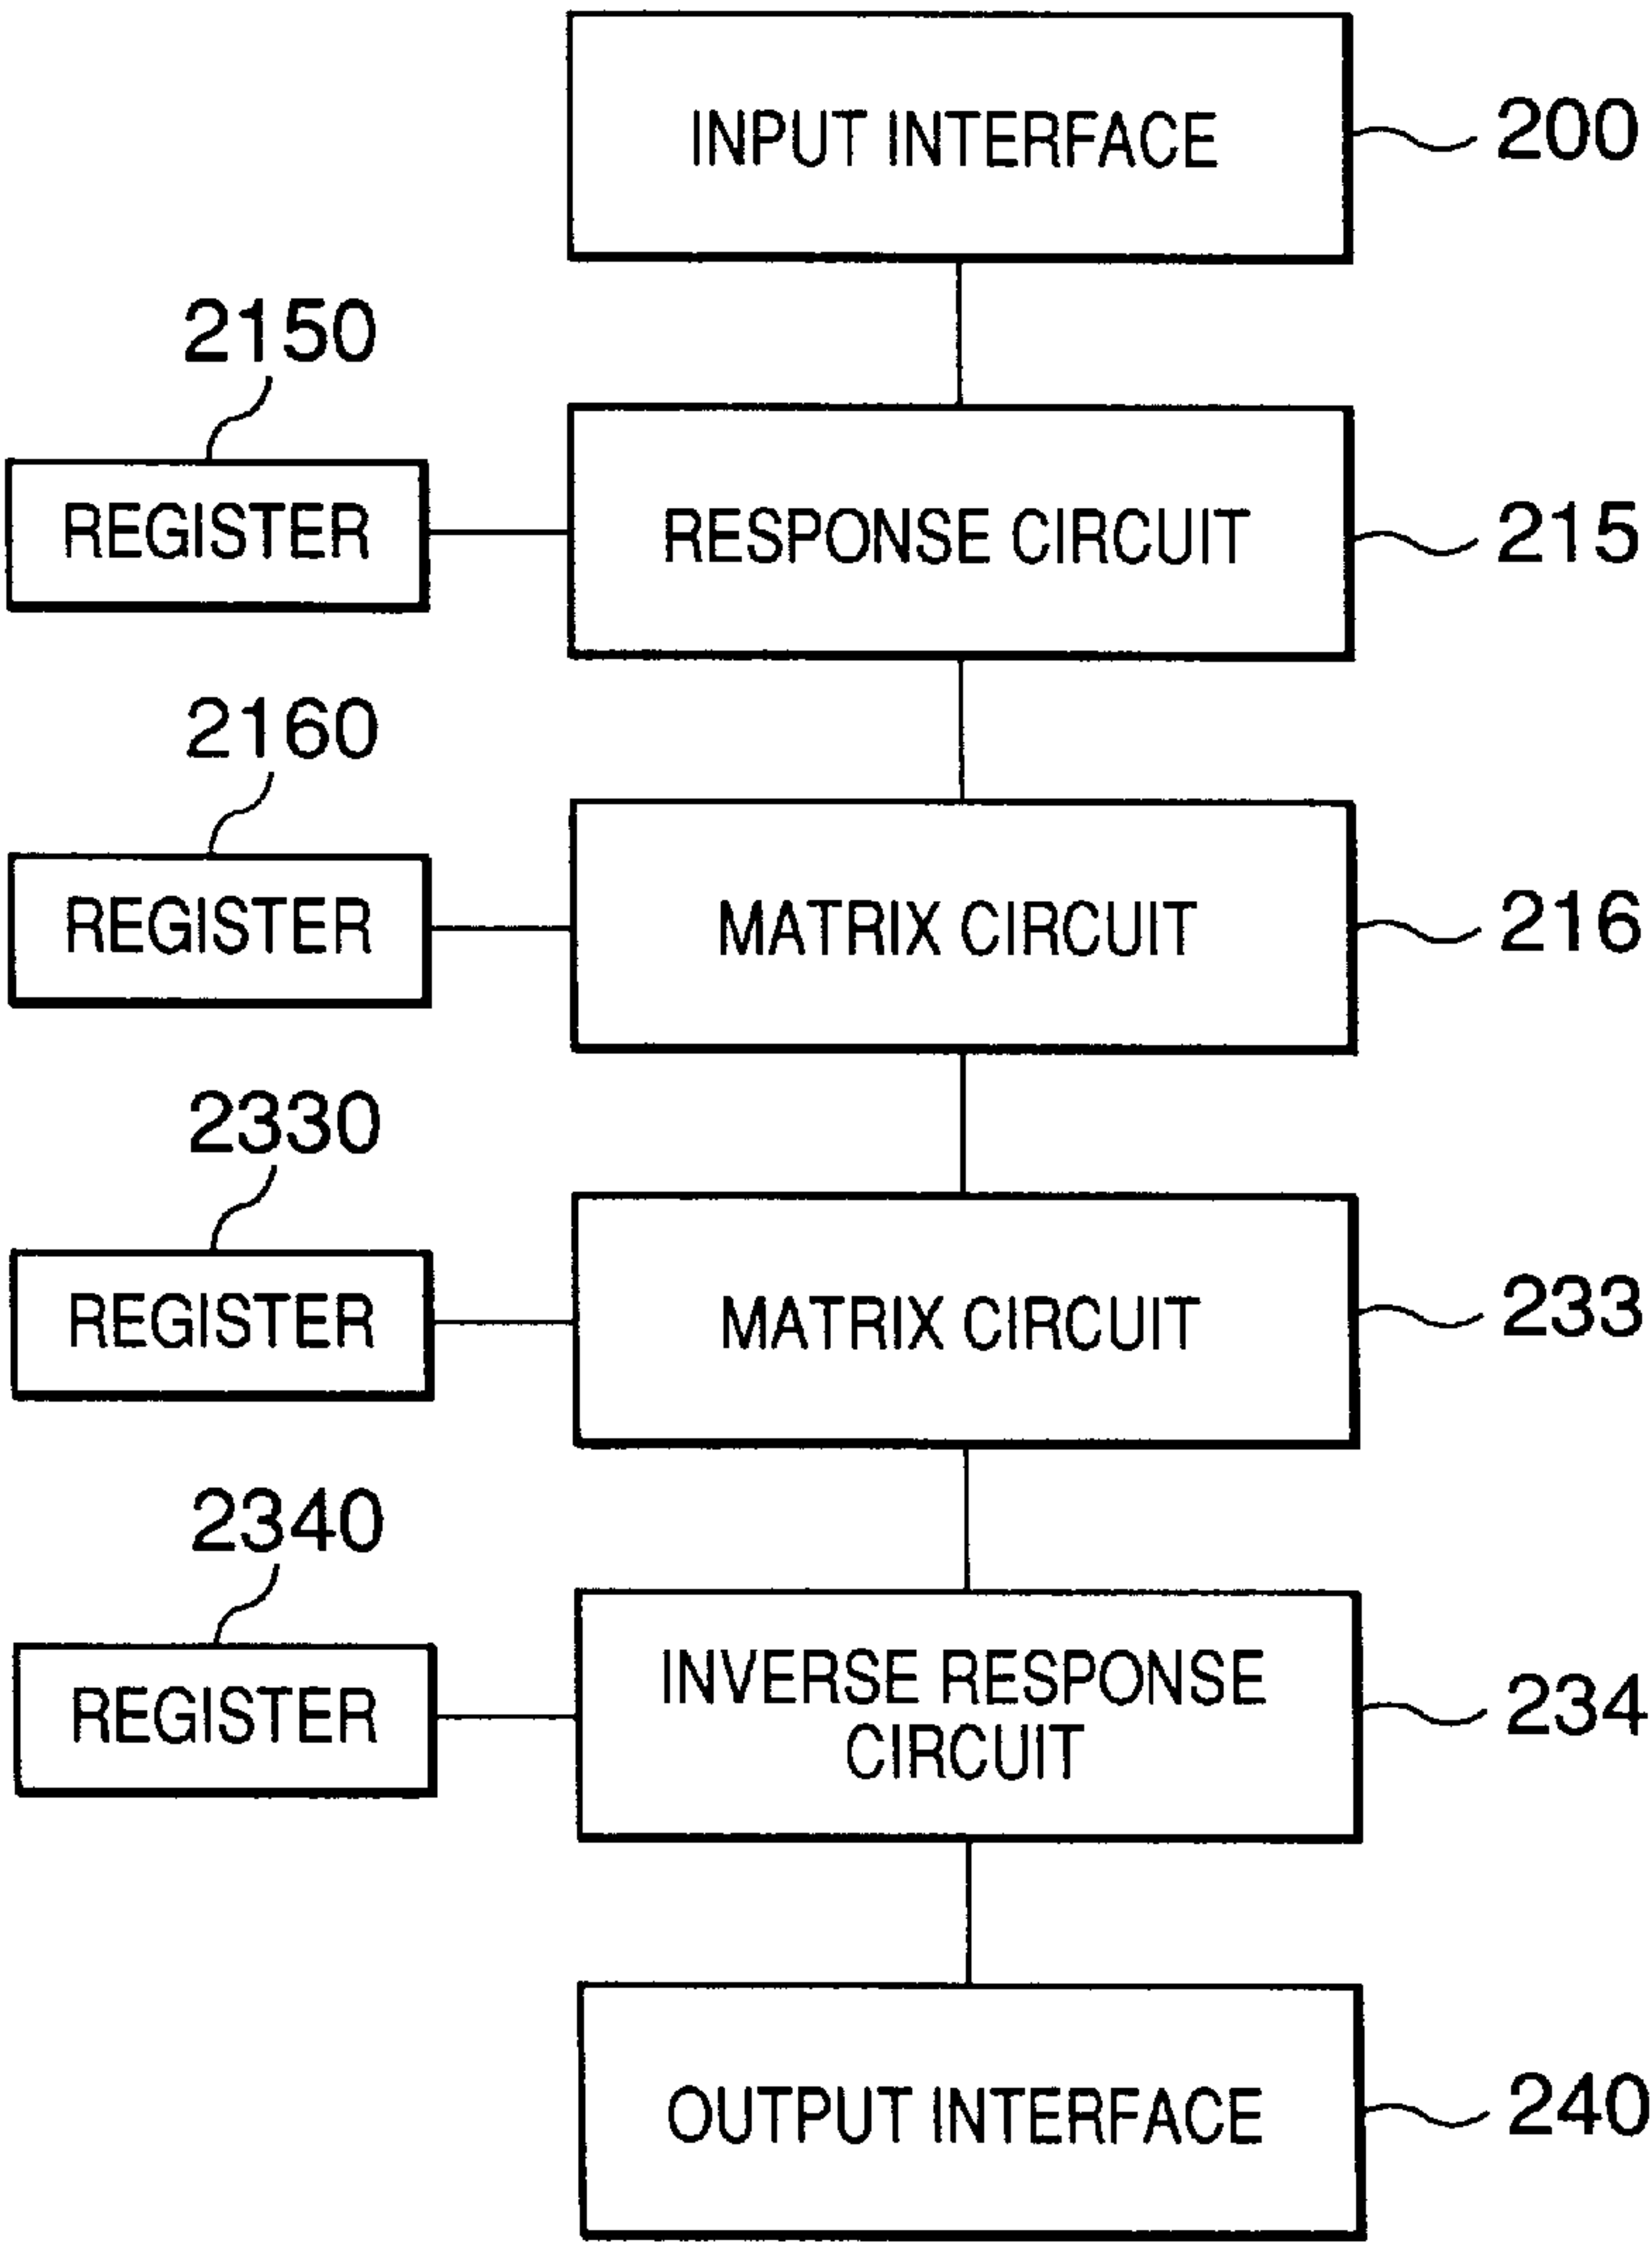 INPUT INTERFACE
200
2150
REGISTER
RESPONSE CIRCUIT
215
2160
REGISTER
MATRIX CIRCUIT
216
2330
REGISTER
MATRIX CIRCUIT
233
2340
REGISTER
INVERSE RESPONSE
CIRCUIT
234
OUTPUT INTERFACE
240